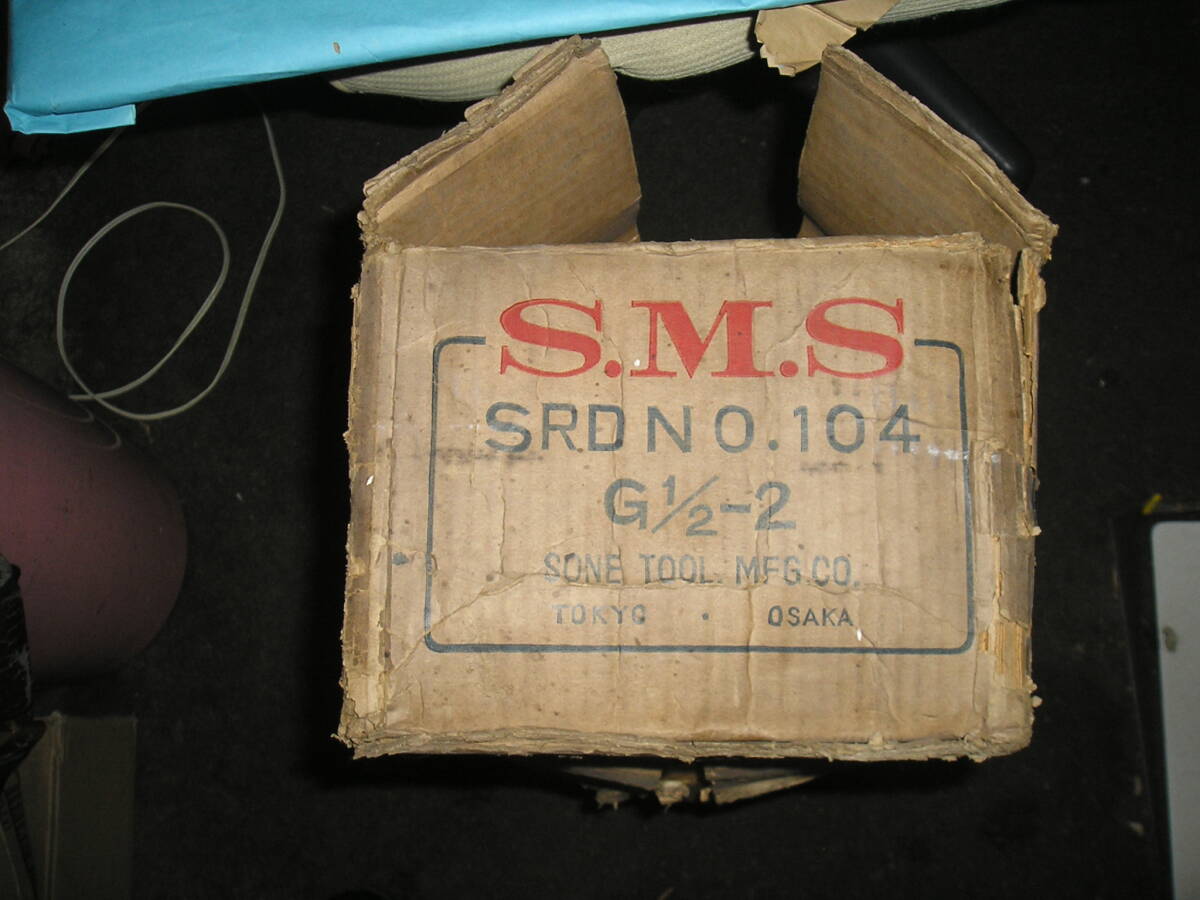 S.M.S
SRD NO.104
G1/2-2
SONE TOOL. MFG.CO.
TOKYO · OSAKA